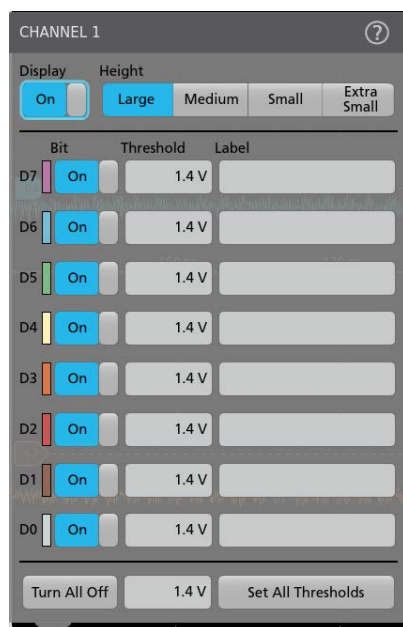 CHANNEL 1 ?
Display Height
On Large Medium Small Extra Small
Bit Threshold Label
D7 On 1.4 V
D6 On 1.4 V
D5 On 1.4 V
D4 On 1.4 V
D3 On 1.4 V
D2 On 1.4 V
D1 On 1.4 V
D0 On 1.4 V
Turn All Off 1.4 V Set All Thresholds